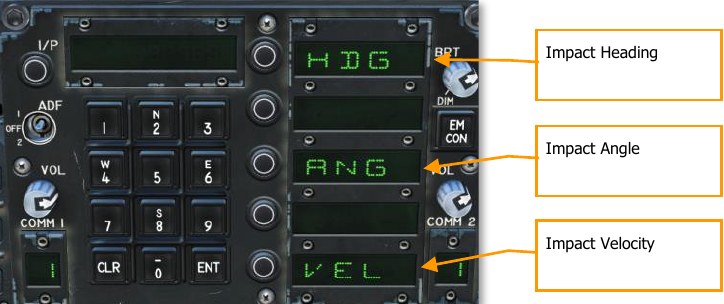 I/P
HDG
BRT
Impact Heading
ADF
1
OFF
2
DIM
1
N
2
3
EM
CON
W
4
5
E
6
ANG
Impact Angle
VOL
VOL
COMM 1
7
S
8
9
COMM 2
1
CLR
-
0
ENT
VEL
1
Impact Velocity